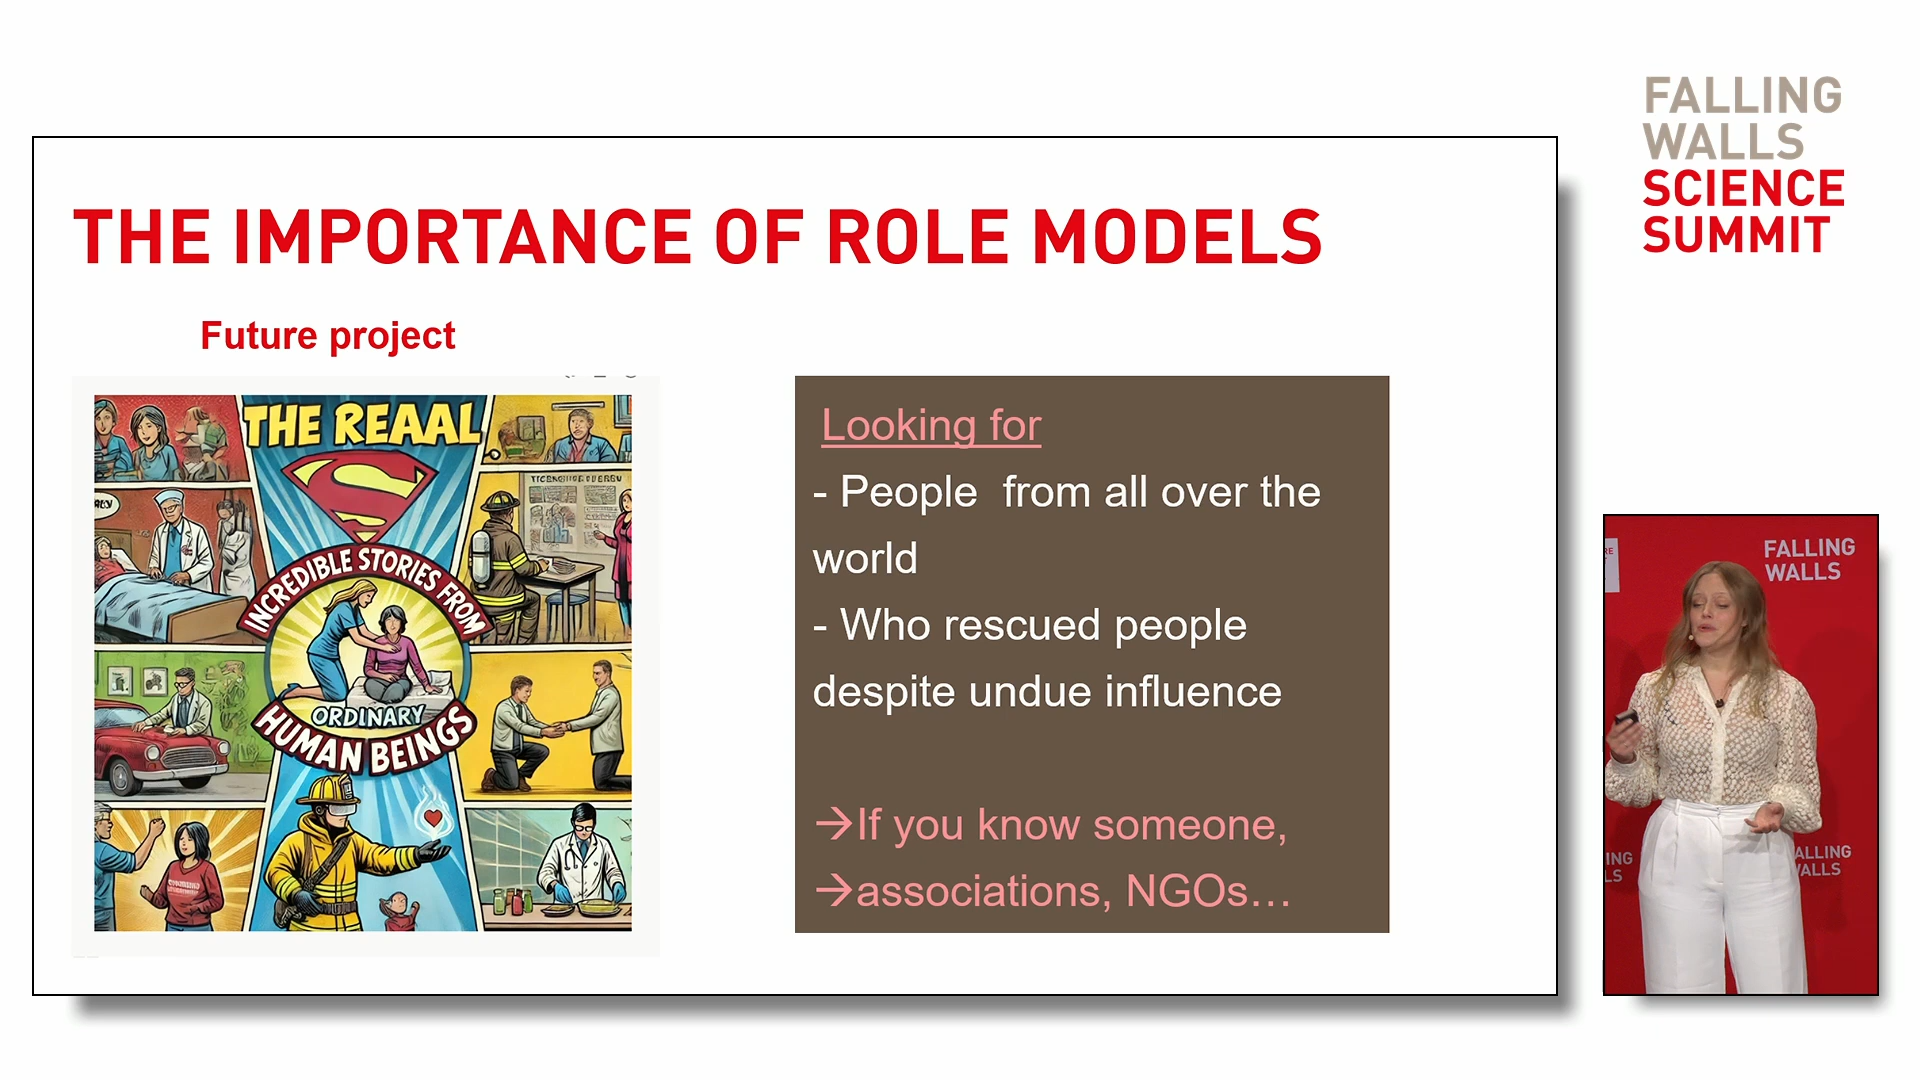 FALLING
WALLS
SCIENCE
SUMMIT
THE IMPORTANCE OF ROLE MODELS
Future project
THE REAAL
INCREDIBLE STORIES FROM
ORDINARY
HUMAN BEINGS
Looking for
- People from all over the
world
- Who rescued people
despite undue influence
→If you know someone,
→associations, NGOs…
FALLING
WALLS
ING
LS
ALLING
ALLS
RE